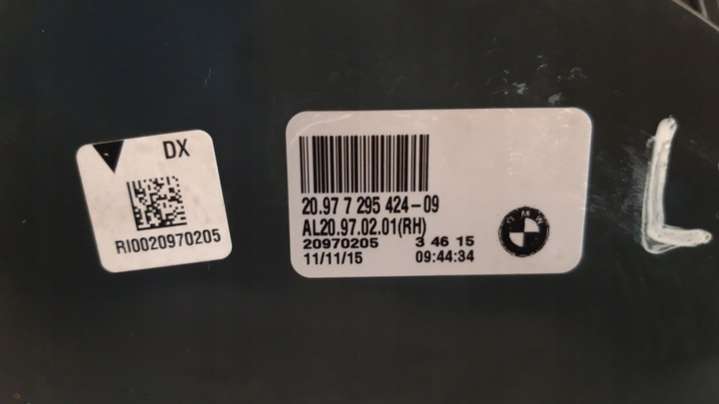 DX
RI0020970205
20.97 7 295 424-09
AL20.97.02.01(RH)
20970205 3 46 15
11/11/15 09:44:34
BMW
L